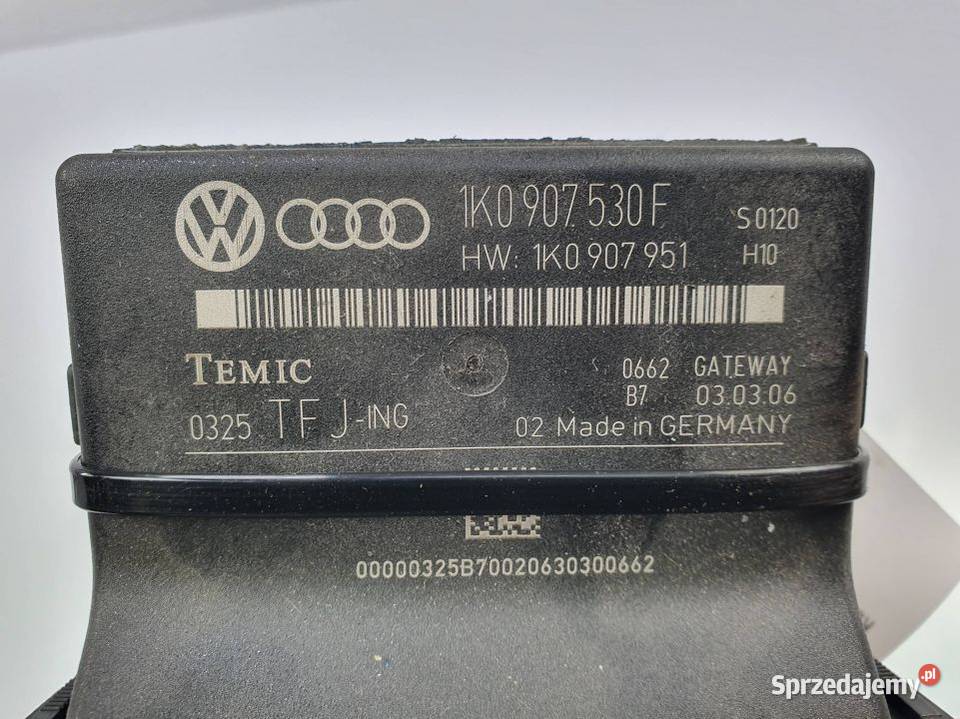 1K0 907 530 F
S 0120
HW: 1K0 907 951
H10
TEMIC
0662 GATEWAY
B7 03.03.06
0325 TFJ-ING
02 Made in GERMANY
00000325B70020630300662
Sprzedajemy.pl